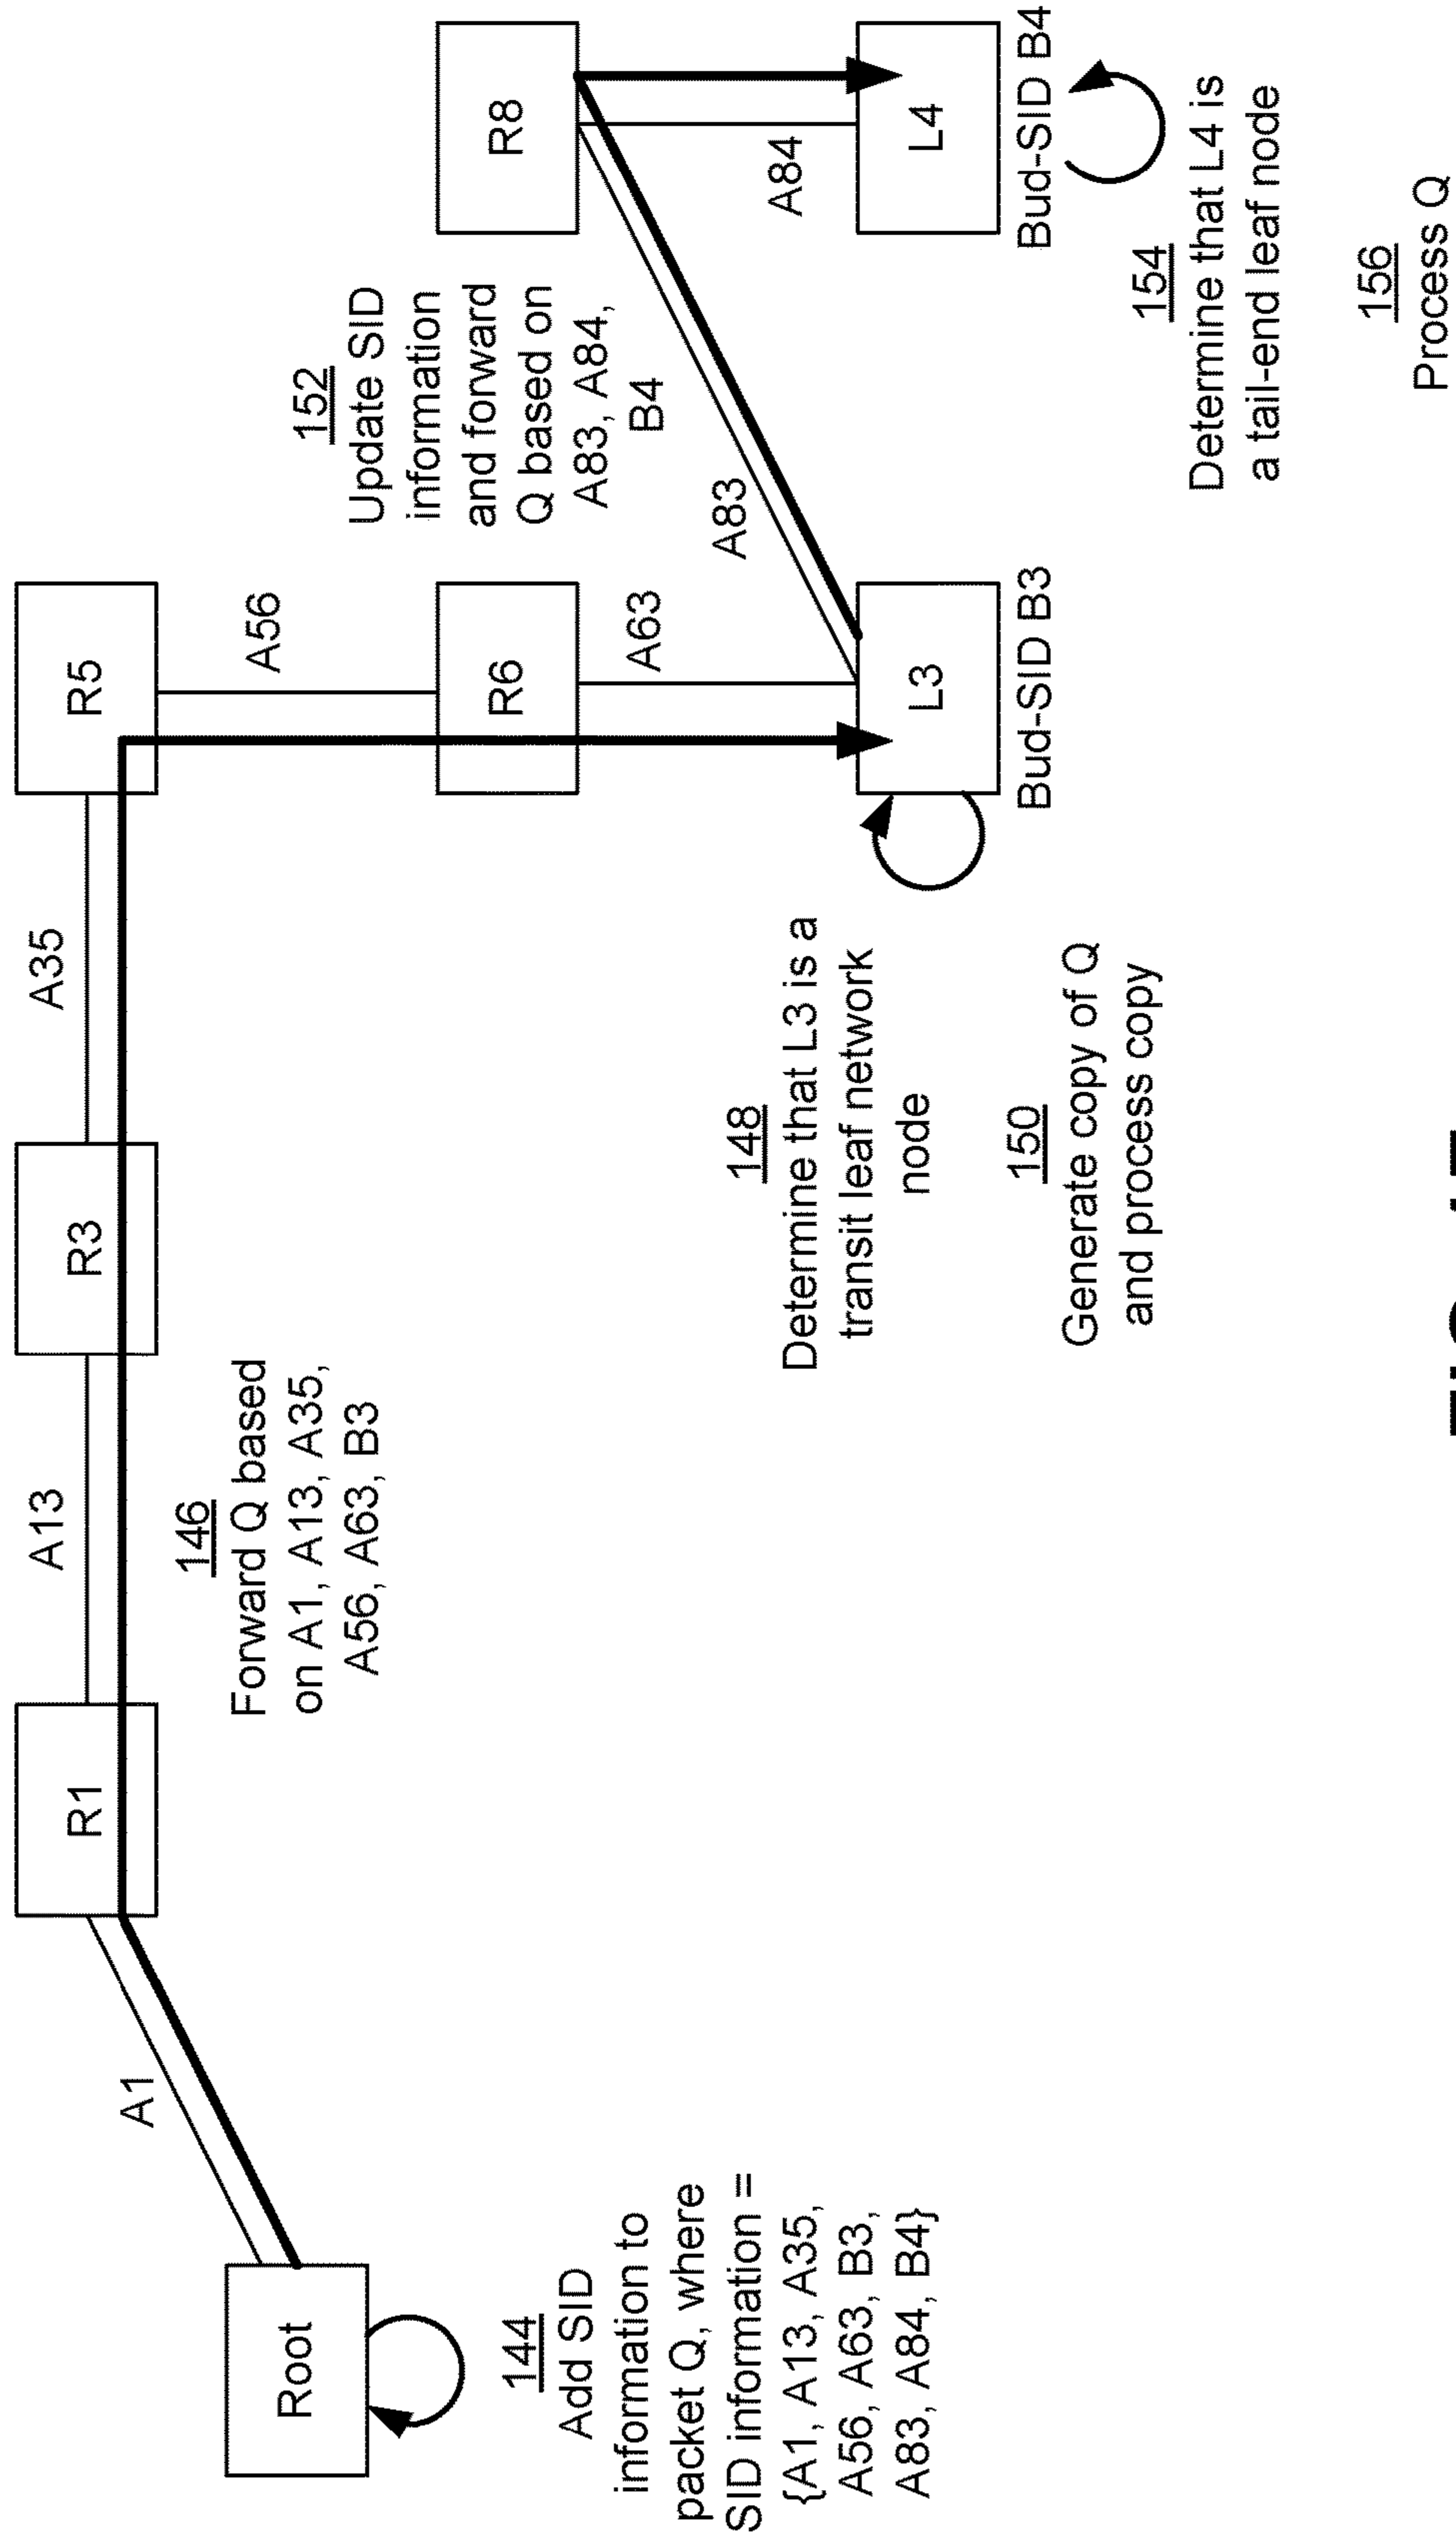 R1
A13
R3
A35
R5
A1
146
Forward Q based
on A1, A13, A35,
A56, A63, B3
A56
Root
R6
R8
152
Update SID
information
and forward
Q based on
A83, A84,
B4
144
Add SID
information to
packet Q, where
SID information =
{A1, A13, A35,
A56, A63, B3,
A83, A84, B4}
A63
A83
A84
148
Determine that L3 is a
transit leaf network
node
L3
Bud-SID B3
L4
Bud-SID B4
150
Generate copy of Q
and process copy
154
Determine that L4 is
a tail-end leaf node
156
Process Q